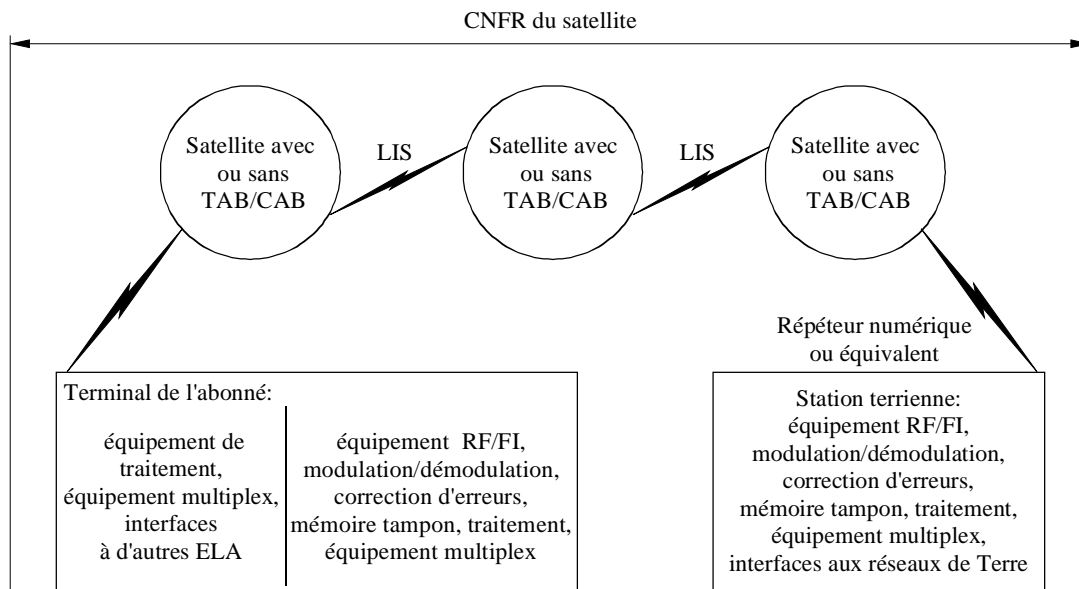 CNFR du satellite
Satellite avec
ou sans
TAB/CAB
LIS
Satellite avec
ou sans
TAB/CAB
LIS
Satellite avec
ou sans
TAB/CAB
Répéteur numérique
ou équivalent
Terminal de l'abonné:
équipement de
traitement,
équipement multiplex,
interfaces
à d'autres ELA
équipement RF/FI,
modulation/démodulation,
correction d'erreurs,
mémoire tampon, traitement,
équipement multiplex
Station terrienne:
équipement RF/FI,
modulation/démodulation,
correction d'erreurs,
mémoire tampon, traitement,
équipement multiplex,
interfaces aux réseaux de Terre